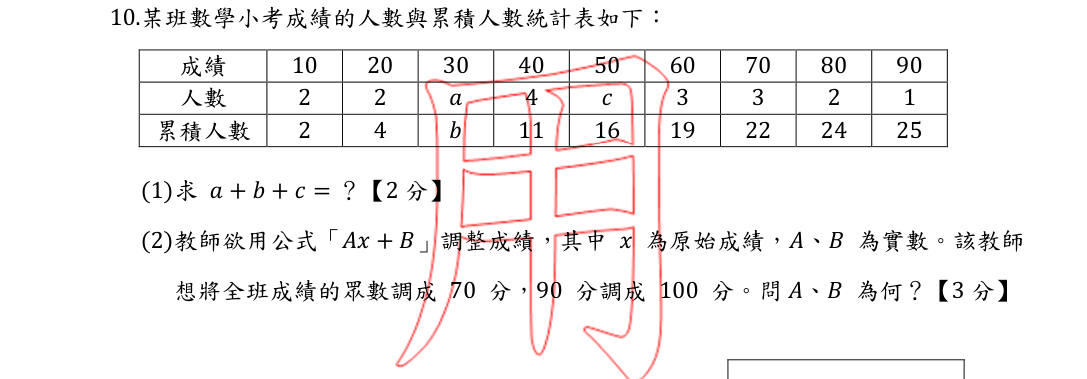 10.某班數學小考成績的人數與累積人數統計表如下：
成績 10 20 30 40 50 60 70 80 90
人數 2 2 a 4 c 3 3 2 1
累積人數 2 4 b 11 16 19 22 24 25
(1)求 a + b + c = ？【2 分】
(2)教師欲用公式「Ax + B」調整成績，其中 x 為原始成績，A、B 為實數。該教師
想將全班成績的眾數調成 70 分，90 分調成 100 分。問 A、B 為何？【3 分】
用